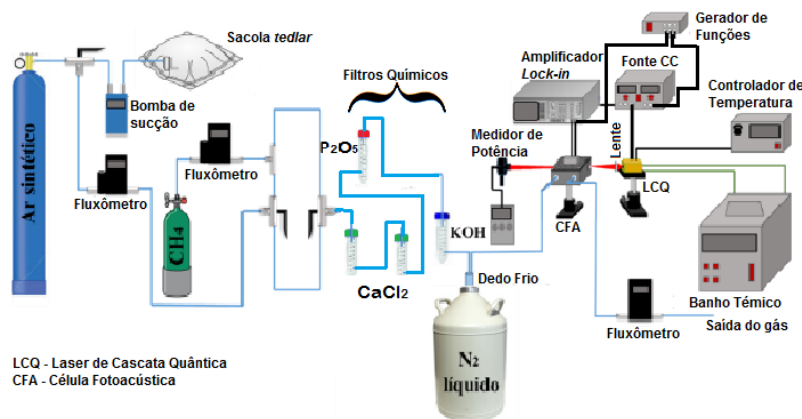 Sacola tedlar
Bomba de
sucção
Ar sintético
Fluxômetro
Fluxômetro
CH₄
Filtros Químicos
P₂O₅
CaCl₂
KOH
Dedo Frio
N₂
líquido
Gerador de
Funções
Amplificador
Lock-in
Fonte CC
Controlador de
Temperatura
Medidor de
Potência
Lente
LCQ
CFA
Banho Témico
Fluxômetro
Saída do gás
LCQ - Laser de Cascata Quântica
CFA - Célula Fotoacústica